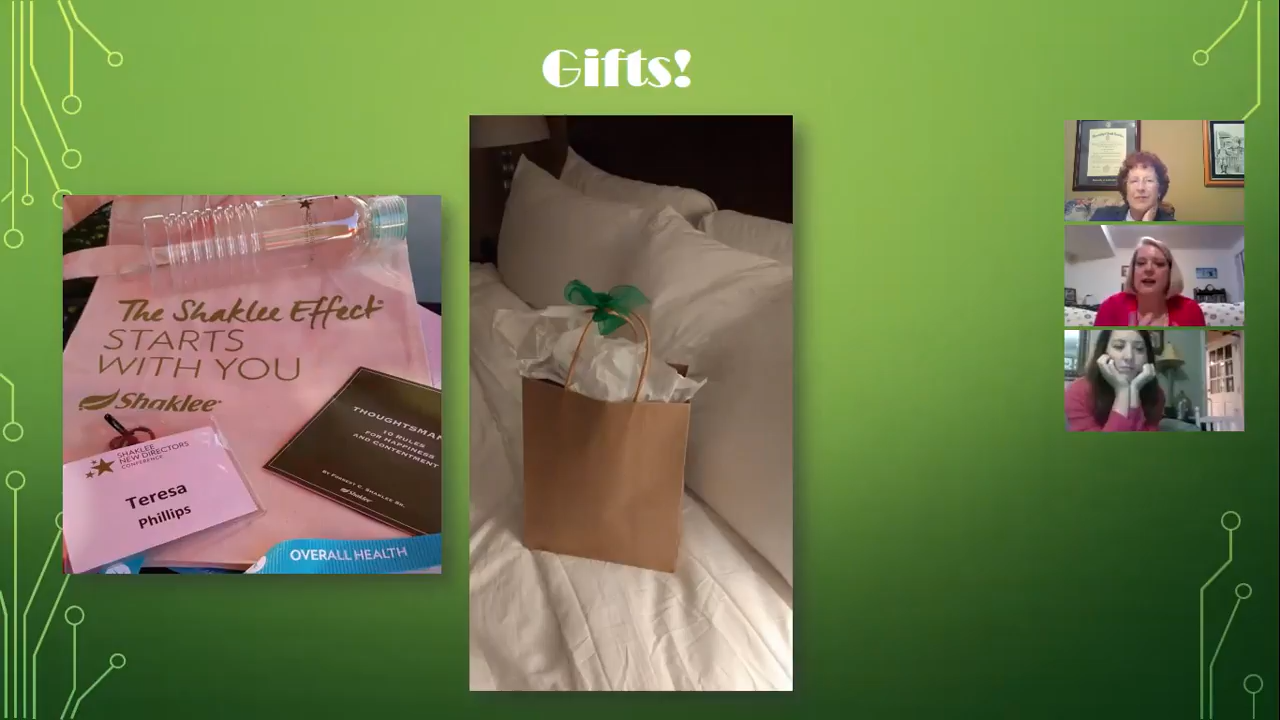 Gifts!
The Shaklee Effect
STARTS
WITH YOU
Shaklee
SHAKLEE
NEW DIRECTORS
CONFERENCE
Teresa
Phillips
THOUGHTSMAN
10 RULES
FOR HAPPINESS
AND CONTENTMENT
BY FORREST C. SHAKLEE SR.
Shaklee
OVERALL HEALTH